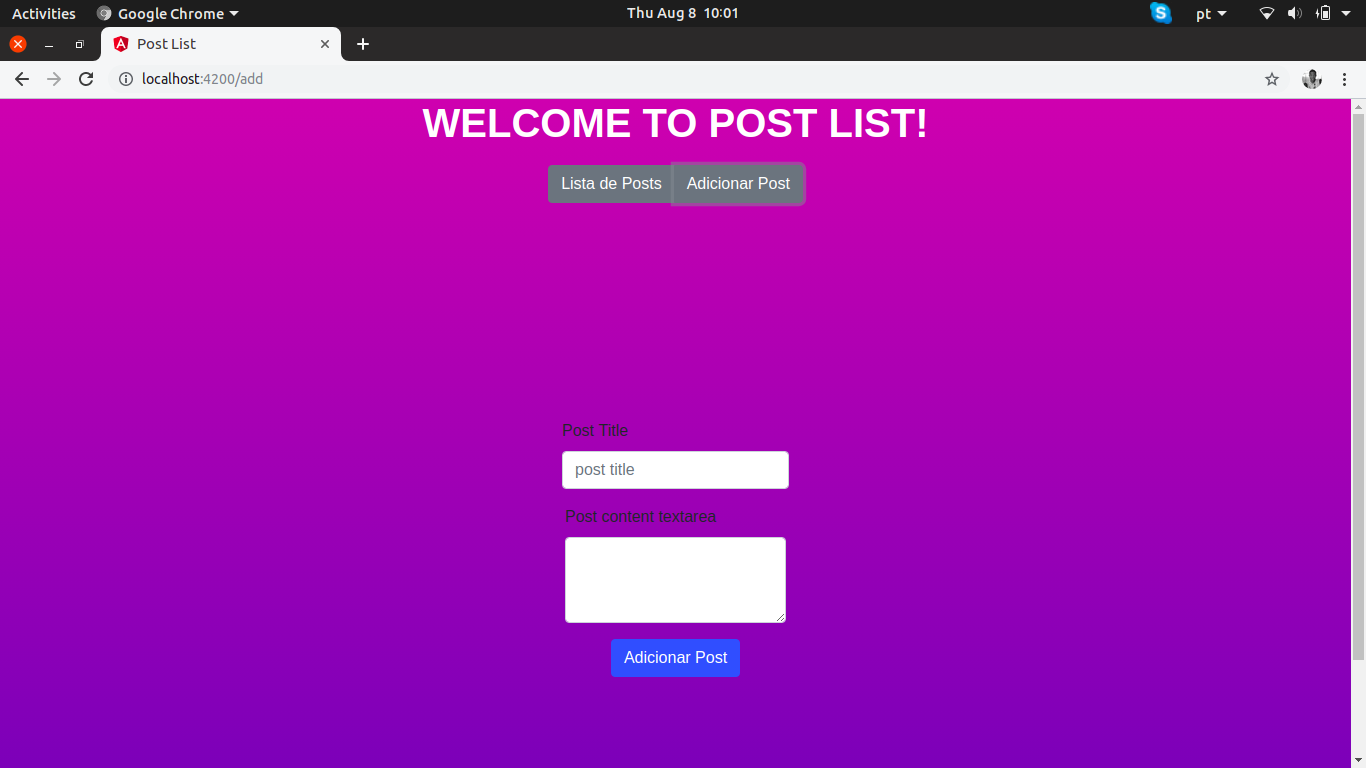 Activities Google Chrome Thu Aug 8 10:01 pt
Post List
localhost:4200/add
WELCOME TO POST LIST!
Lista de Posts Adicionar Post
Post Title
post title
Post content textarea
Adicionar Post